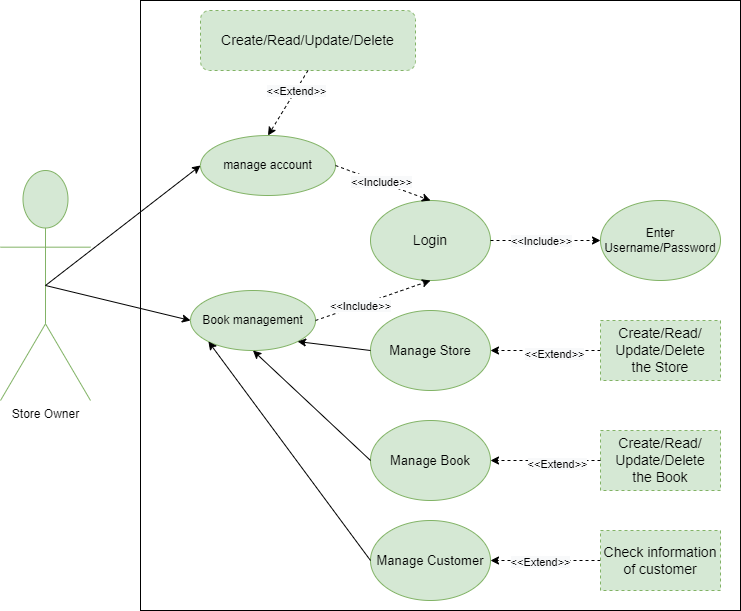 Create/Read/Update/Delete
<<Extend>>
manage account
<<Include>>
Login
<<Include>>
Enter
Username/Password
Book management
<<Include>>
Manage Store
<<Extend>>
Create/Read/
Update/Delete
the Store
Store Owner
Manage Book
<<Extend>>
Create/Read/
Update/Delete
the Book
Manage Customer
<<Extend>>
Check information
of customer